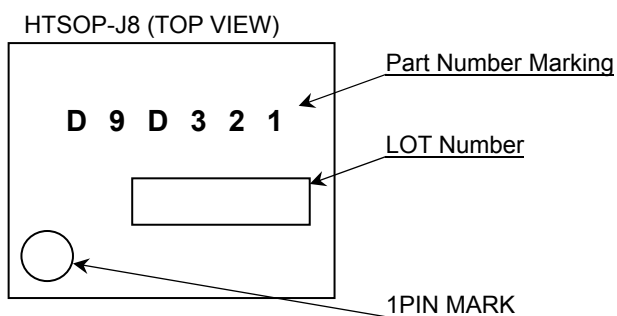 HTSOP-J8 (TOP VIEW)
Part Number Marking
D 9 D 3 2 1
LOT Number
1PIN MARK